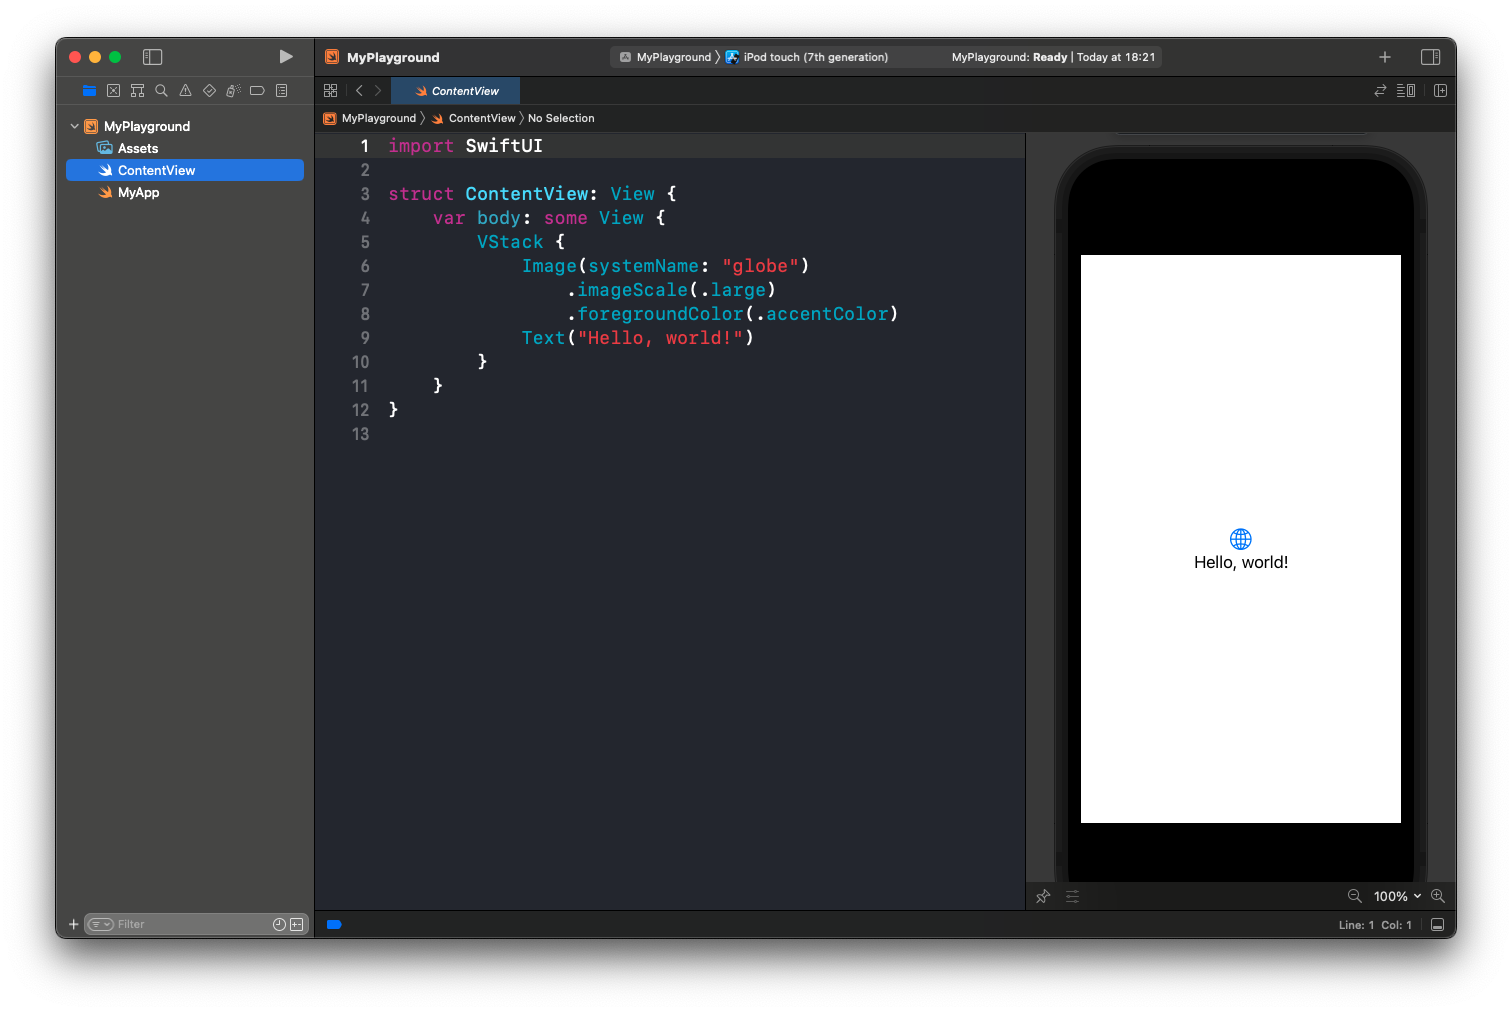 MyPlayground
MyPlayground 〉 iPod touch (7th generation)
MyPlayground: Ready | Today at 18:21
ContentView
MyPlayground
Assets
ContentView
MyApp
MyPlayground 〉 ContentView 〉 No Selection
1 import SwiftUI
2
3 struct ContentView: View {
4     var body: some View {
5         VStack {
6             Image(systemName: "globe")
7                 .imageScale(.large)
8                 .foregroundColor(.accentColor)
9             Text("Hello, world!")
10         }
11     }
12 }
13
Hello, world!
100%
Filter
Line: 1 Col: 1